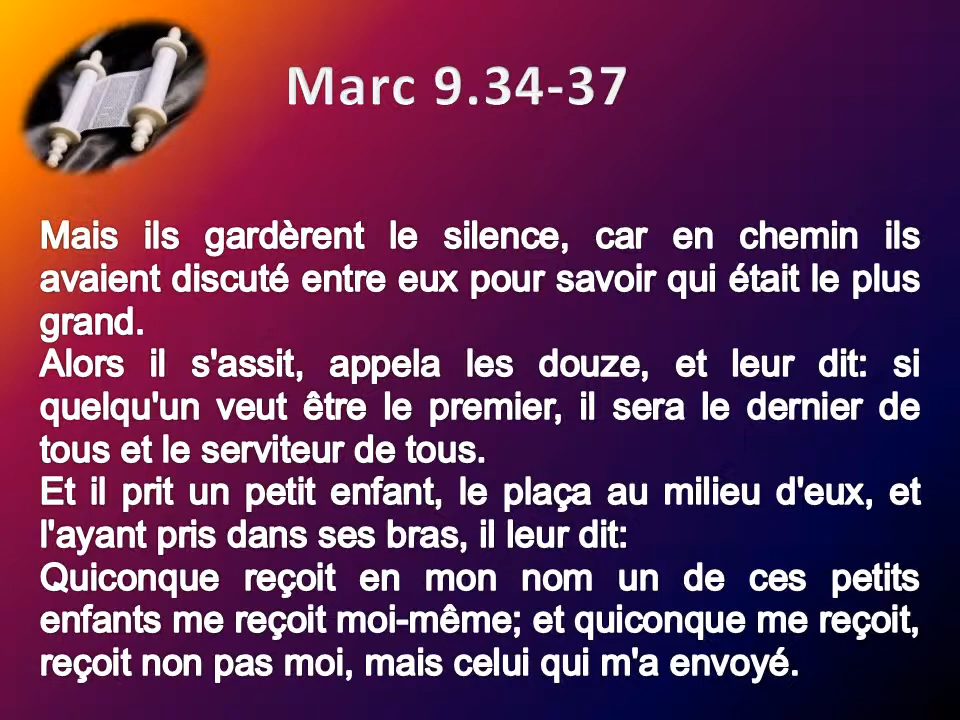 Marc 9.34-37
Mais ils gardèrent le silence, car en chemin ils
avaient discuté entre eux pour savoir qui était le plus
grand.
Alors il s'assit, appela les douze, et leur dit: si
quelqu'un veut être le premier, il sera le dernier de
tous et le serviteur de tous.
Et il prit un petit enfant, le plaça au milieu d'eux, et
l'ayant pris dans ses bras, il leur dit:
Quiconque reçoit en mon nom un de ces petits
enfants me reçoit moi-même; et quiconque me reçoit,
reçoit non pas moi, mais celui qui m'a envoyé.